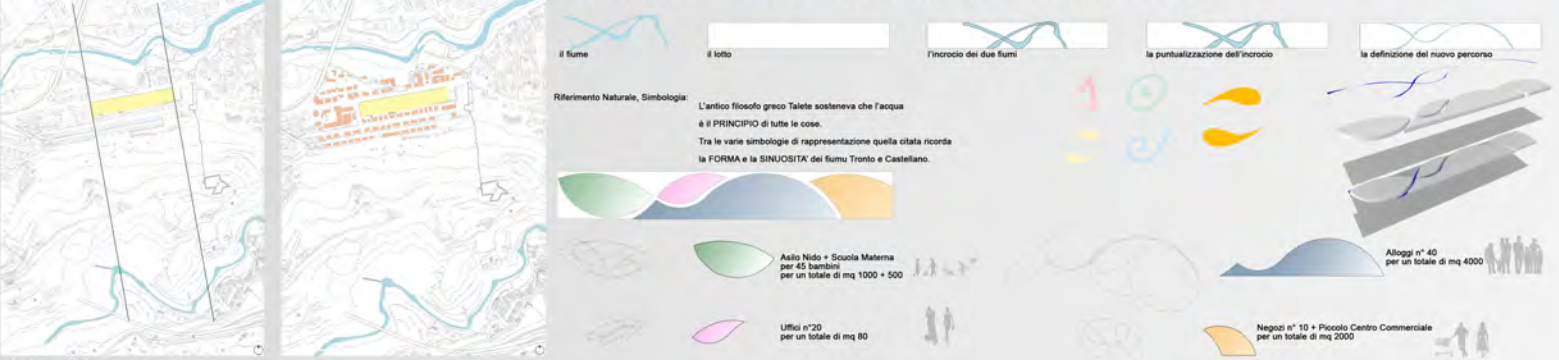 il fiume
il lotto
l'incrocio dei due fiumi
la puntualizzazione dell'incrocio
la definizione del nuovo percorso
Riferimento Naturale, Simbologia:
L'antico filosofo greco Talete sosteneva che l'acqua
è il PRINCIPIO di tutte le cose.
Tra le varie simbologie di rappresentazione quella citata ricorda
la FORMA e la SINUOSITA' dei fiumu Tronto e Castellano.
Asilo Nido + Scuola Materna
per 45 bambini
per un totale di mq 1000 + 500
Alloggi n° 40
per un totale di mq 4000
Uffici n°20
per un totale di mq 80
Negozi n° 10 + Piccolo Centro Commerciale
per un totale di mq 2000